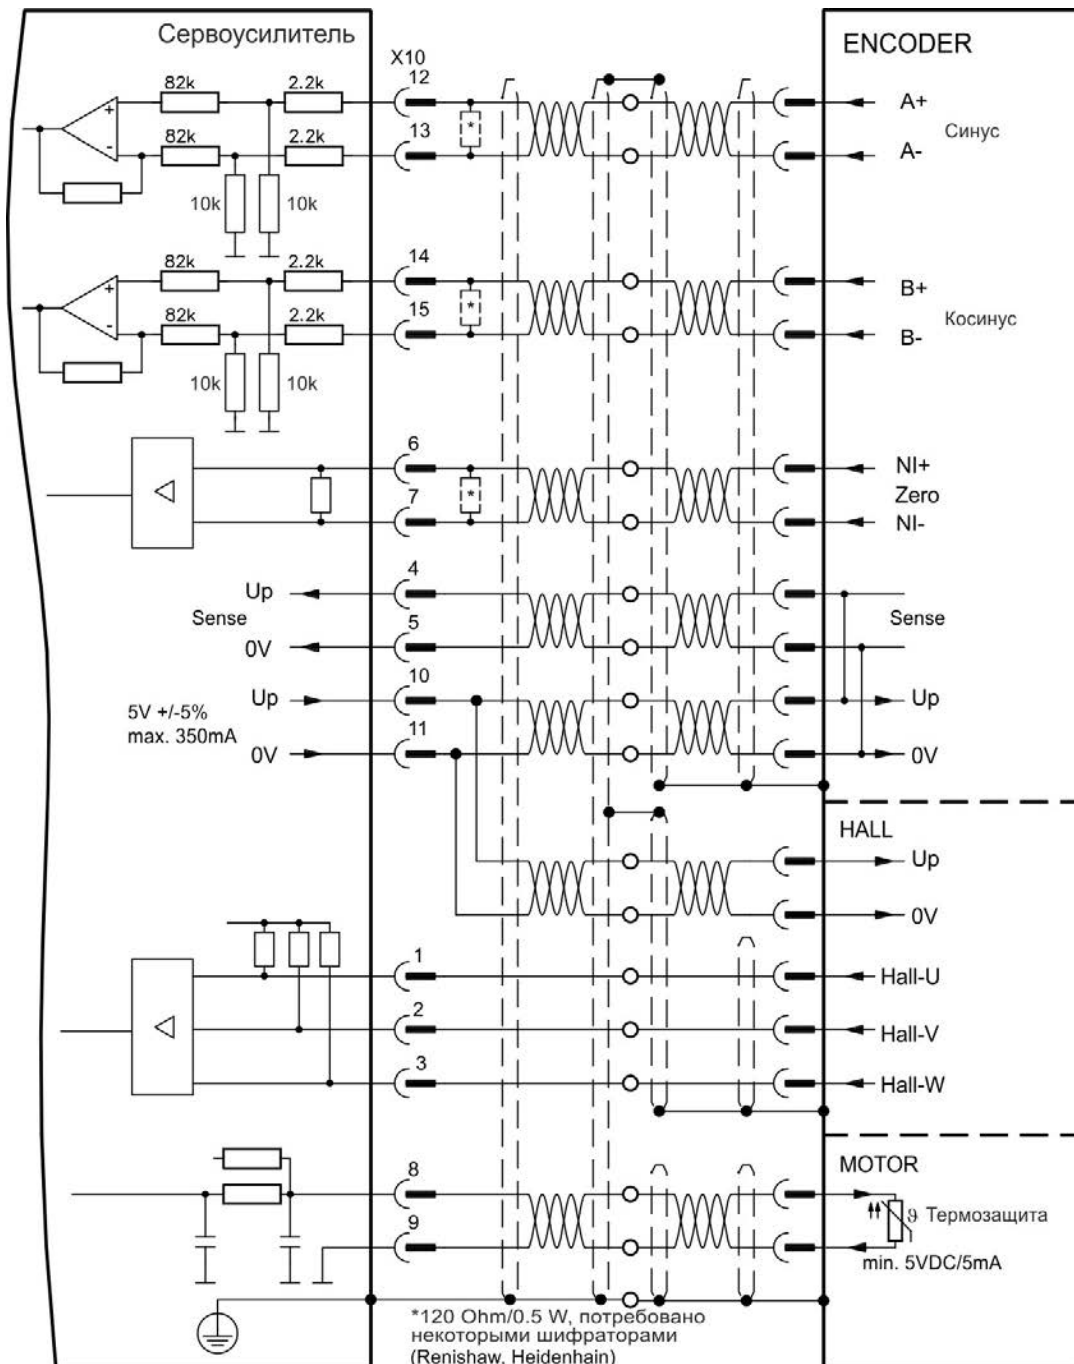 Сервоусилитель
ENCODER
X10
82k 2.2k 12 A+
Синус
82k 2.2k 13 * A-
10k 10k
82k 2.2k 14 B+
Косинус
82k 2.2k 15 * B-
10k 10k
6 NI+
* Zero
7 NI-
Up 4
Sense Sense
0V 5
5V +/-5% Up 10 Up
max. 350mA 0V 11 0V
HALL
Up
0V
1 Hall-U
2 Hall-V
3 Hall-W
MOTOR
8
ϑ Термозащита
9
min. 5VDC/5mA
*120 Ohm/0.5 W, потребовано
некоторыми шифраторами
(Renishaw, Heidenhain)